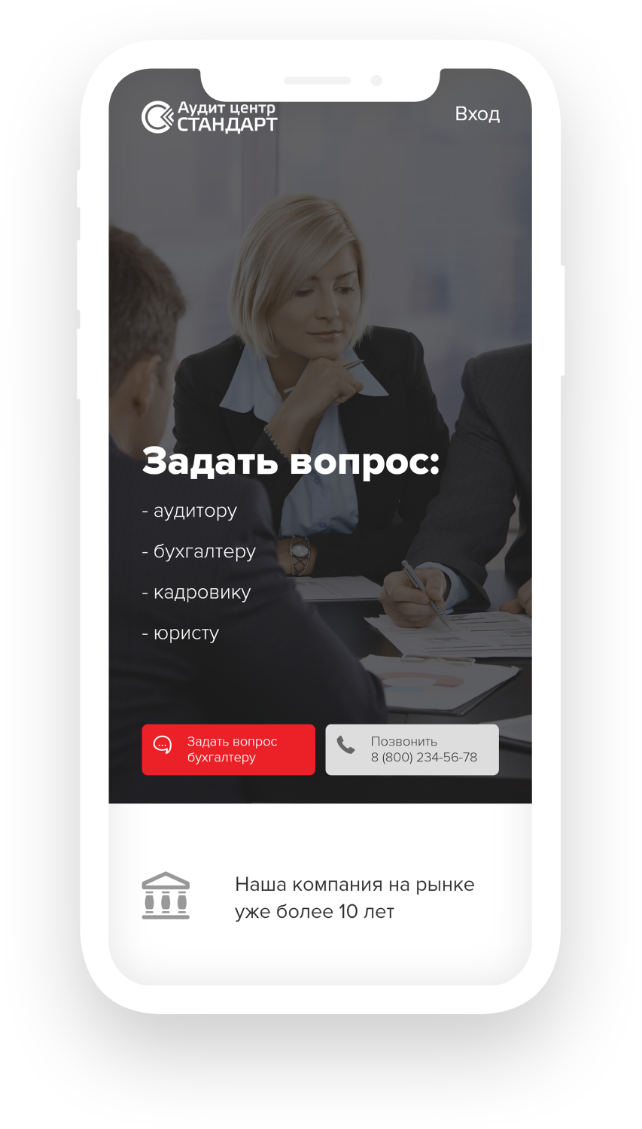 Аудит центр
СТАНДАРТ
Вход
Задать вопрос:
- аудитору
- бухгалтеру
- кадровику
- юристу
Задать вопрос
бухгалтеру
Позвонить
8 (800) 234-56-78
Наша компания на рынке
уже более 10 лет